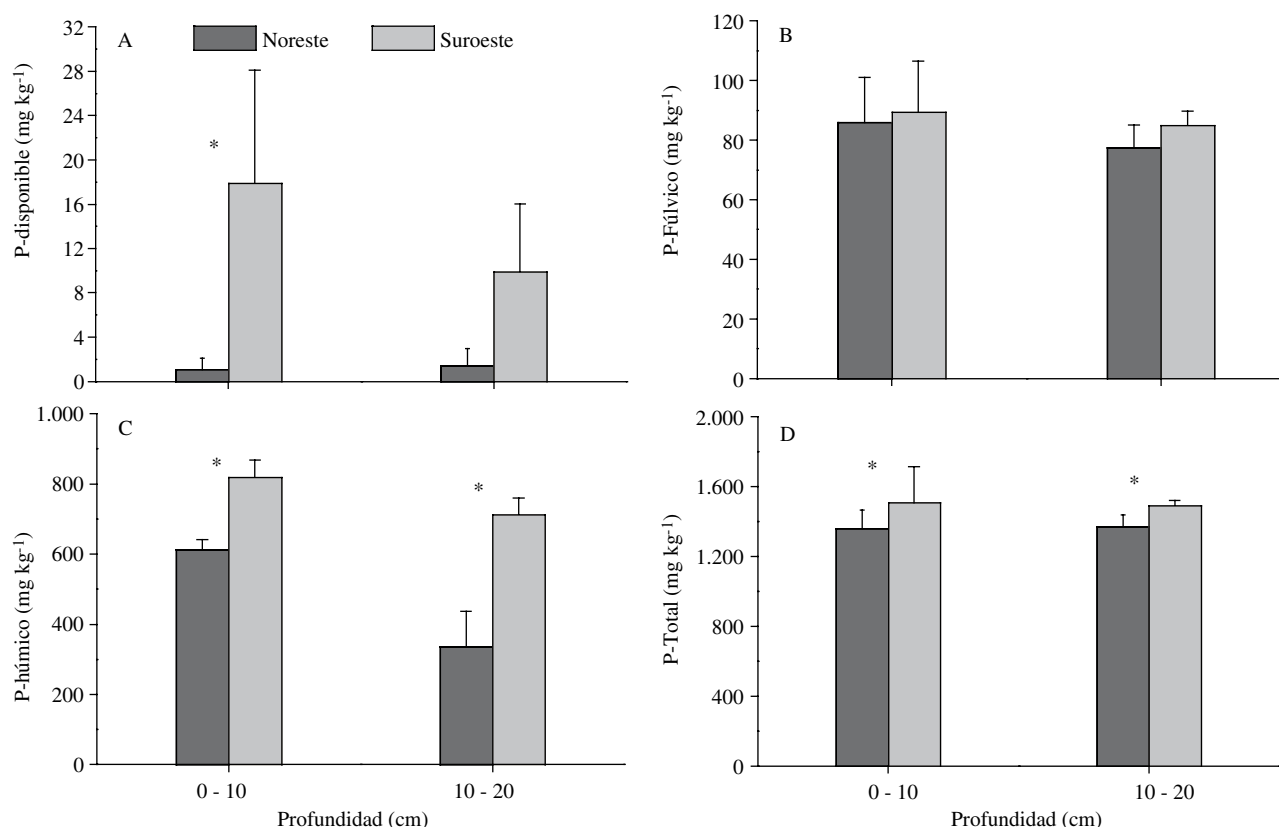 A
Noreste
Suroeste
P-disponible (mg kg-1)
32
28
24
20
16
12
8
4
0
*
B
P-Fúlvico (mg kg-1)
120
100
80
60
40
20
0
C
P-húmico (mg kg-1)
1.000
800
600
400
200
0
*
*
0 - 10
10 - 20
Profundidad (cm)
D
P-Total (mg kg-1)
2.000
1.600
1.200
800
400
0
*
*
0 - 10
10 - 20
Profundidad (cm)